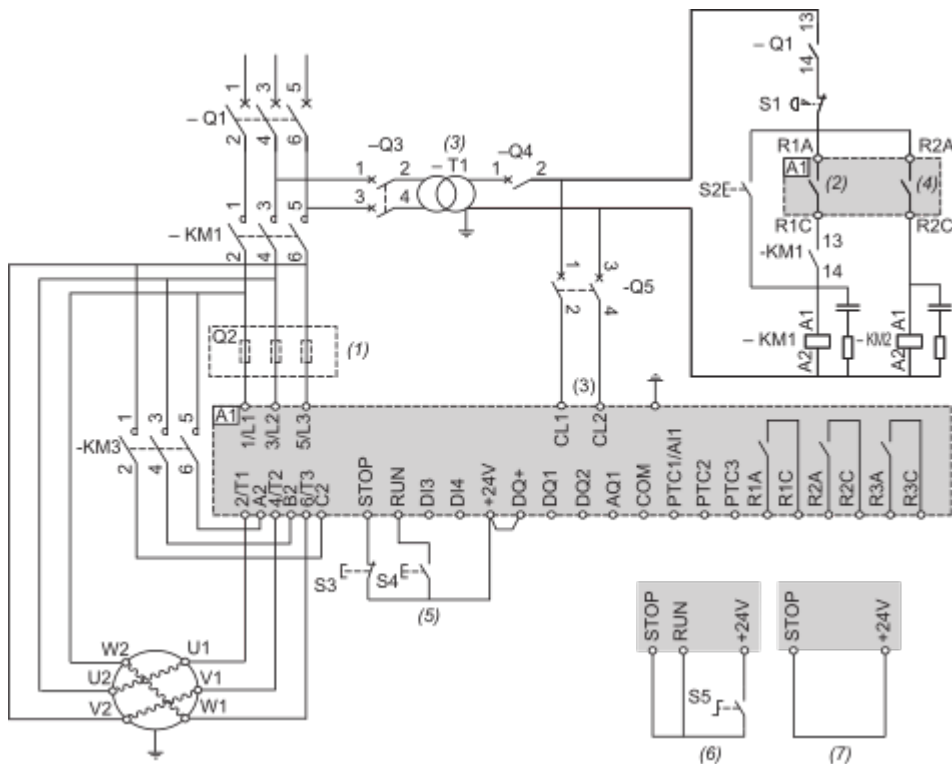 – Q1
1 3 5
2 4 6
–Q3
1 2
3 4
(3)
– T1
–Q4
1 2
13
– Q1
14
S1
R1A R2A
A1
S2
(2) (4)
R1C R2C
-KM1
13
14
A1 A1
– KM1 – KM2
A2 A2
– KM1
1 3 5
2 4 6
1 3
-Q5
2 4
Q2
(1)
(3)
A1
1/L1 3/L2 5/L3 CL1 CL2
-KM3
1 3 5
2 4 6
2/T1 A2 4/T2 B2 6/T3 C2 STOP RUN DI3 DI4 +24V DQ+ DQ1 DQ2 AQ1 COM PTC1/AI1 PTC2 PTC3 R1A R1C R2A R2C R3A R3C
S3 S4
(5)
STOP RUN +24V
S5
(6)
STOP +24V
(7)
W2 U1
U2 V1
V2 W1